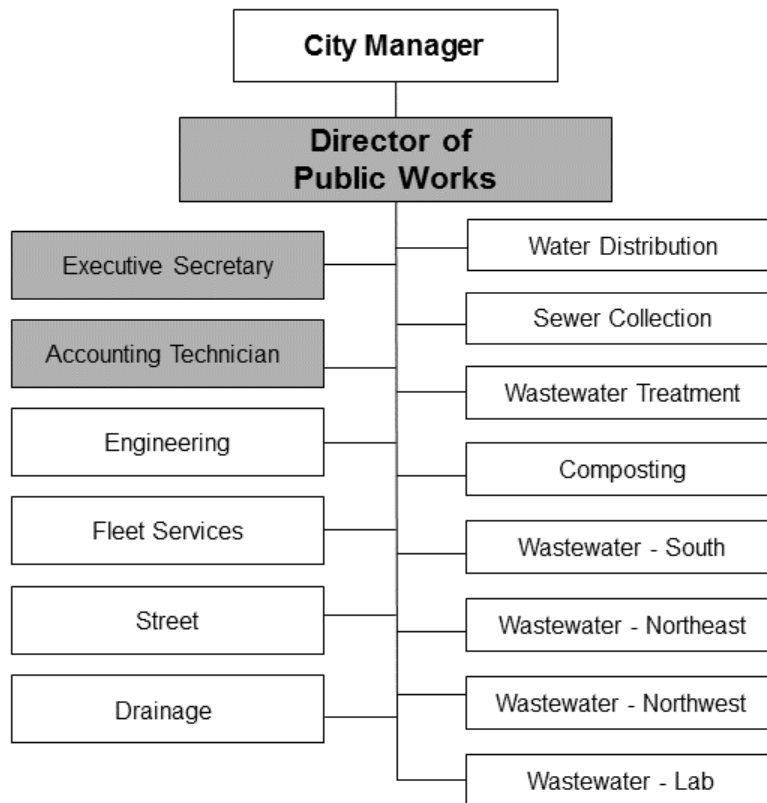 City Manager
Director of
Public Works
Executive Secretary
Accounting Technician
Engineering
Fleet Services
Street
Drainage
Water Distribution
Sewer Collection
Wastewater Treatment
Composting
Wastewater - South
Wastewater - Northeast
Wastewater - Northwest
Wastewater - Lab